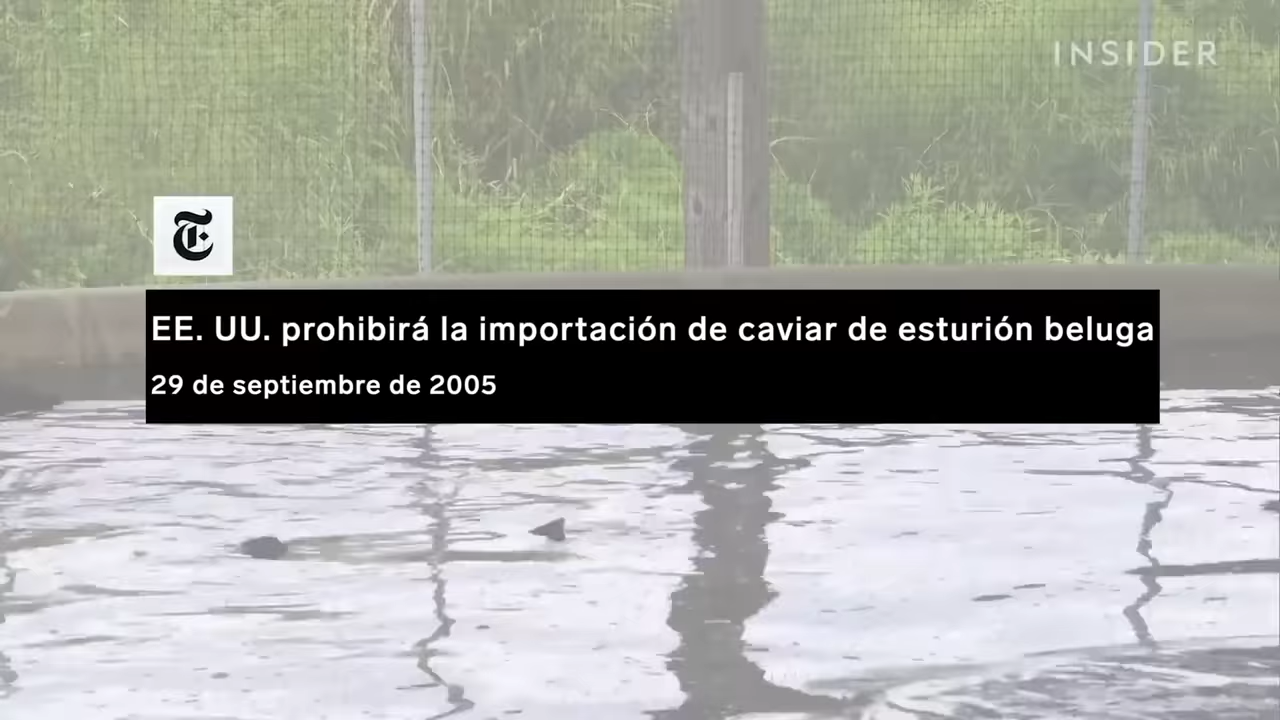 INSIDER
T
EE. UU. prohibirá la importación de caviar de esturión beluga
29 de septiembre de 2005